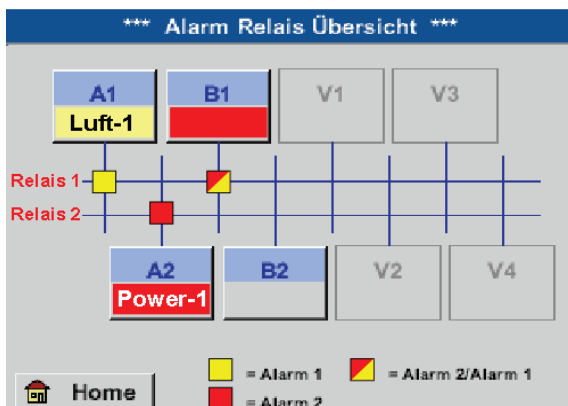 *** Alarm Relais Übersicht ***
A1 B1 V1 V3
Luft-1
Relais 1
Relais 2
A2 B2 V2 V4
Power-1
= Alarm 1 = Alarm 2/Alarm 1
Home
= Alarm 2